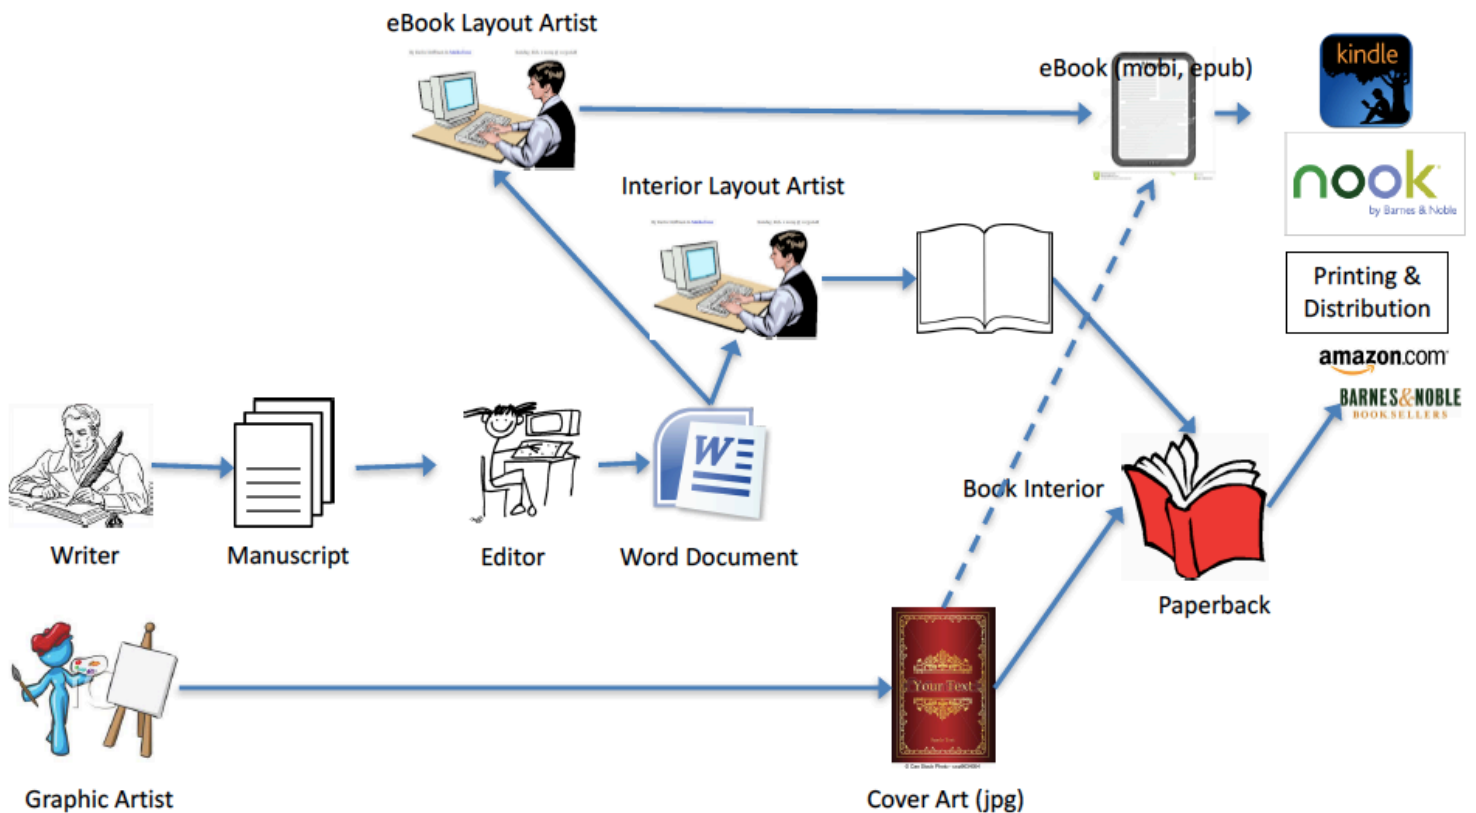 eBook Layout Artist
eBook (mobi, epub)
kindle
nook
by Barnes & Noble
Interior Layout Artist
Printing &
Distribution
amazon.com
BARNES&NOBLE
BOOKSELLERS
W
Book Interior
Writer
Manuscript
Editor
Word Document
Paperback
Your Text
Graphic Artist
Cover Art (jpg)